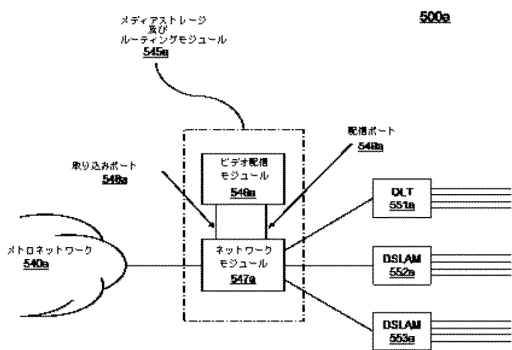 500a
メディアストレージ
及び
ルーティングモジュール
545a
取り込みポート
548a
配信ポート
549a
ビデオ配信
モジュール
546a
メトロネットワーク
540a
ネットワーク
モジュール
547a
DLT
551a
DSLAM
552a
DSLAM
553a